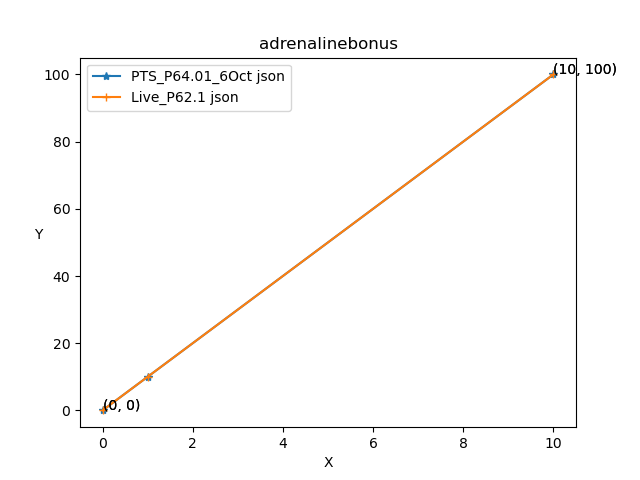 adrenalinebonus
PTS_P64.01_6Oct json
Live_P62.1 json
(10, 100)
100
80
60
Y
40
20
0
(0, 0)
0 2 4 6 8 10
X